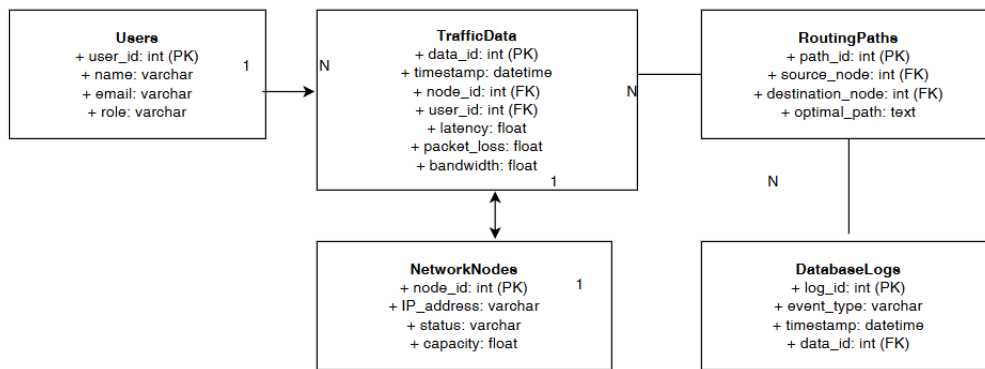 Users
+ user_id: int (PK)
+ name: varchar
+ email: varchar
+ role: varchar
1
N
TrafficData
+ data_id: int (PK)
+ timestamp: datetime
+ node_id: int (FK)
+ user_id: int (FK)
+ latency: float
+ packet_loss: float
+ bandwidth: float
N
1
RoutingPaths
+ path_id: int (PK)
+ source_node: int (FK)
+ destination_node: int (FK)
+ optimal_path: text
N
NetworkNodes
+ node_id: int (PK)
+ IP_address: varchar
+ status: varchar
+ capacity: float
1
DatabaseLogs
+ log_id: int (PK)
+ event_type: varchar
+ timestamp: datetime
+ data_id: int (FK)